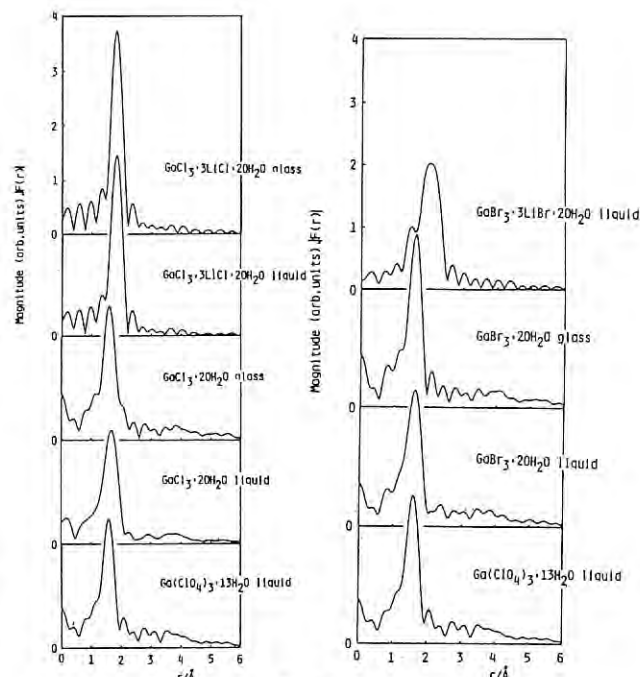 4
3
2
1
0
0
0
0
0
0 1 2 3 4 5 6
r/Å
Magnitude (arb.units),|F(r)|
GaCl3·3LiCl·20H2O glass
GaCl3·3LiCl·20H2O liquid
GaCl3·20H2O glass
GaCl3·20H2O liquid
Ga(ClO4)3·13H2O liquid
4
2
1
0
0
0
0
0 1 2 3 4 5 6
r/Å
Magnitude (arb.units),|F(r)|
GaBr3·3LiBr·20H2O liquid
GaBr3·20H2O glass
GaBr3·20H2O liquid
Ga(ClO4)3·13H2O liquid